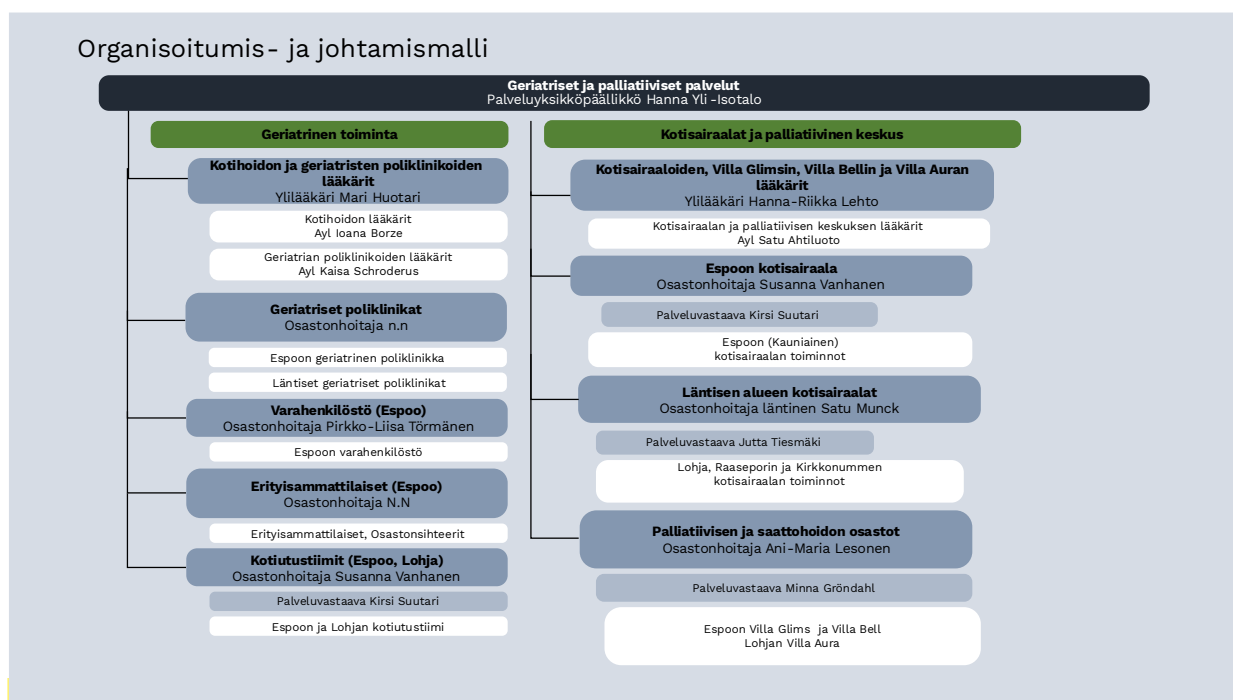 Organisoitumis- ja johtamismalli
Geriatriset ja palliatiiviset palvelut
Palveluyksikköpäällikkö Hanna Yli-Isotalo
Geriatrinen toiminta
Kotihoidon ja geriatristen poliklinikoiden
lääkärit
Ylilääkäri Mari Huotari
Kotihoidon lääkärit
Ayl Ioana Borze
Geriatrian poliklinikoiden lääkärit
Ayl Kaisa Schroderus
Geriatriset poliklinikat
Osastonhoitaja n.n
Espoon geriatrinen poliklinikka
Läntiset geriatriset poliklinikat
Varahenkilöstö (Espoo)
Osastonhoitaja Pirkko-Liisa Törmänen
Espoon varahenkilöstö
Erityisammattilaiset (Espoo)
Osastonhoitaja N.N
Erityisammattilaiset, Osastonsihteerit
Kotiutustiimit (Espoo, Lohja)
Osastonhoitaja Susanna Vanhanen
Palveluvastaava Kirsi Suutari
Espoon ja Lohjan kotiutustiimi
Kotisairaalat ja palliatiivinen keskus
Kotisairaaloiden, Villa Glimsin, Villa Bellin ja Villa Auran
lääkärit
Ylilääkäri Hanna-Riikka Lehto
Kotisairaalan ja palliatiivisen keskuksen lääkärit
Ayl Satu Ahtiluoto
Espoon kotisairaala
Osastonhoitaja Susanna Vanhanen
Palveluvastaava Kirsi Suutari
Espoon (Kauniainen)
kotisairaalan toiminnot
Läntisen alueen kotisairaalat
Osastonhoitaja läntinen Satu Munck
Palveluvastaava Jutta Tiesmäki
Lohja, Raaseporin ja Kirkkonummen
kotisairaalan toiminnot
Palliatiivisen ja saattohoidon osastot
Osastonhoitaja Ani-Maria Lesonen
Palveluvastaava Minna Gröndahl
Espoon Villa Glims ja Villa Bell
Lohjan Villa Aura